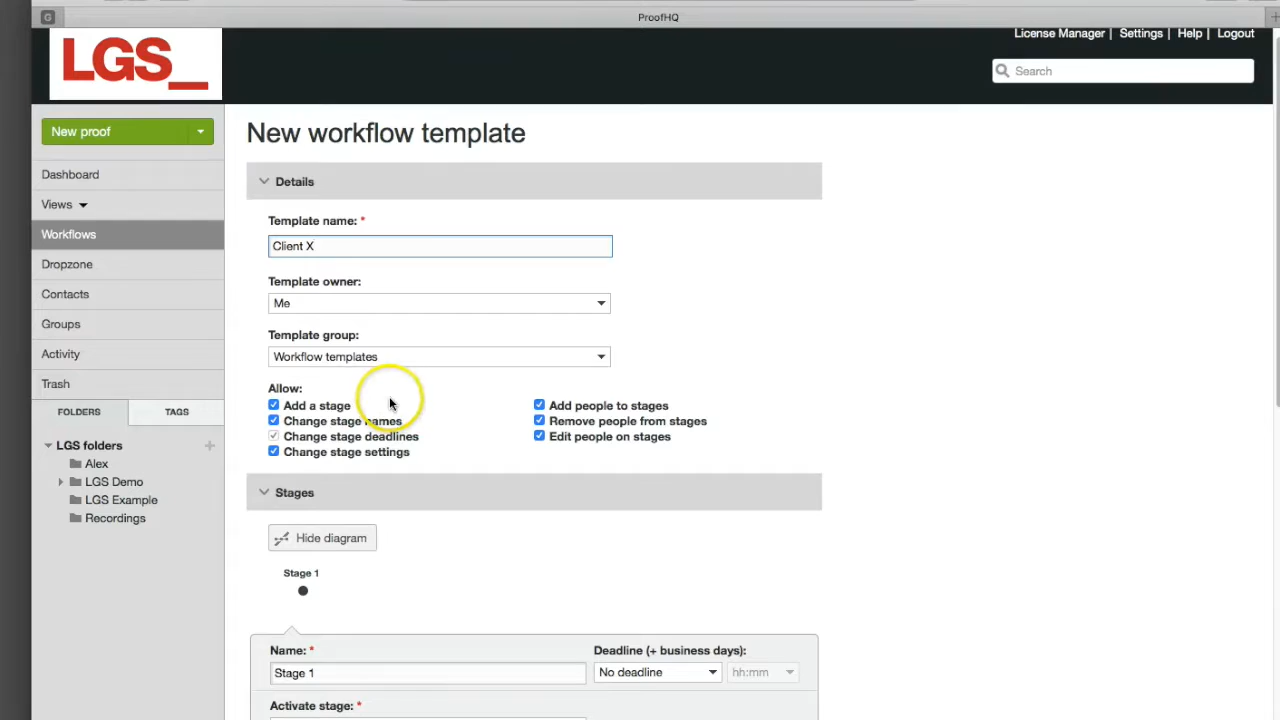 G
ProofHQ
License Manager | Settings | Help | Logout
LGS_
Search
New proof
Dashboard
Views
Workflows
Dropzone
Contacts
Groups
Activity
Trash
FOLDERS
TAGS
LGS folders
Alex
LGS Demo
LGS Example
Recordings
New workflow template
Details
Template name: *
Client X
Template owner:
Me
Template group:
Workflow templates
Allow:
Add a stage
Change stage names
Change stage deadlines
Change stage settings
Add people to stages
Remove people from stages
Edit people on stages
Stages
Hide diagram
Stage 1
Name: *
Stage 1
Deadline (+ business days):
No deadline
hh:mm
Activate stage: *